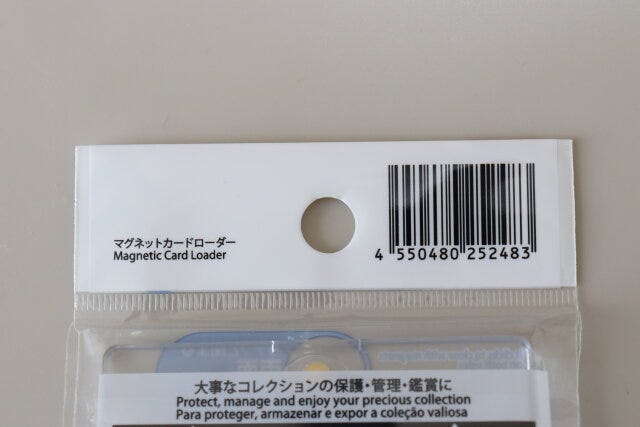 マグネットカードローダー
Magnetic Card Loader
4 550480 252483
大事なコレクションの保護・管理・鑑賞に
Protect, manage and enjoy your precious collection
Para proteger, armazenar e expor a coleção valiosa